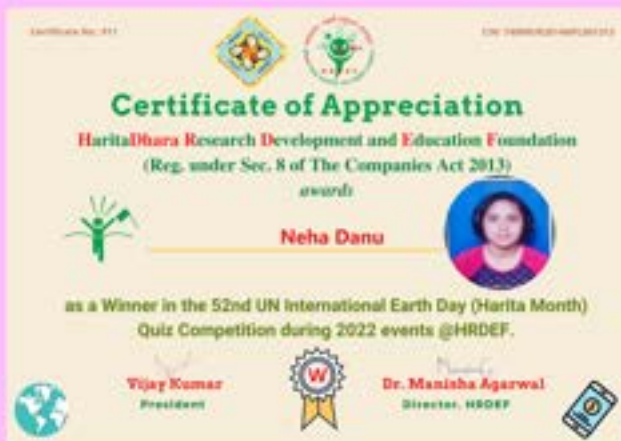 Certificate of Appreciation
HaritaDhara Research Development and Education Foundation
(Reg. under Sec. 8 of The Companies Act 2013)
awards
Neha Danu
as a Winner in the 52nd UN International Earth Day (Harita Month)
Quiz Competition during 2022 events @HRDEF.
W
Vijay Kumar
Dr. Manisha Agarwal
President
Director, HRDEF